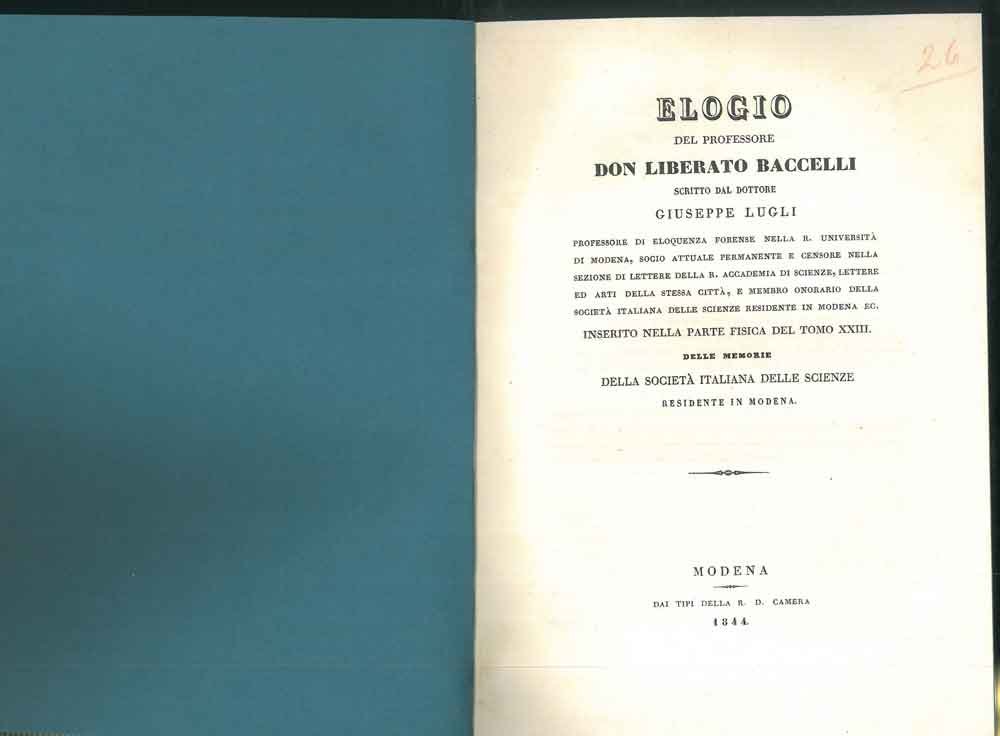 26
ELOGIO
DEL PROFESSORE
DON LIBERATO BACCELLI
SCRITTO DAL DOTTORE
GIUSEPPE LUGLI
PROFESSORE DI ELOQUENZA FORENSE NELLA R. UNIVERSITÀ
DI MODENA, SOCIO ATTUALE PERMANENTE E CENSORE NELLA
SEZIONE DI LETTERE DELLA R. ACCADEMIA DI SCIENZE, LETTERE
ED ARTI DELLA STESSA CITTÀ, E MEMBRO ONORARIO DELLA
SOCIETÀ ITALIANA DELLE SCIENZE RESIDENTE IN MODENA EC.
INSERITO NELLA PARTE FISICA DEL TOMO XXIII.
DELLE MEMORIE
DELLA SOCIETÀ ITALIANA DELLE SCIENZE
RESIDENTE IN MODENA.
MODENA
DAI TIPI DELLA R. D. CAMERA
1844.